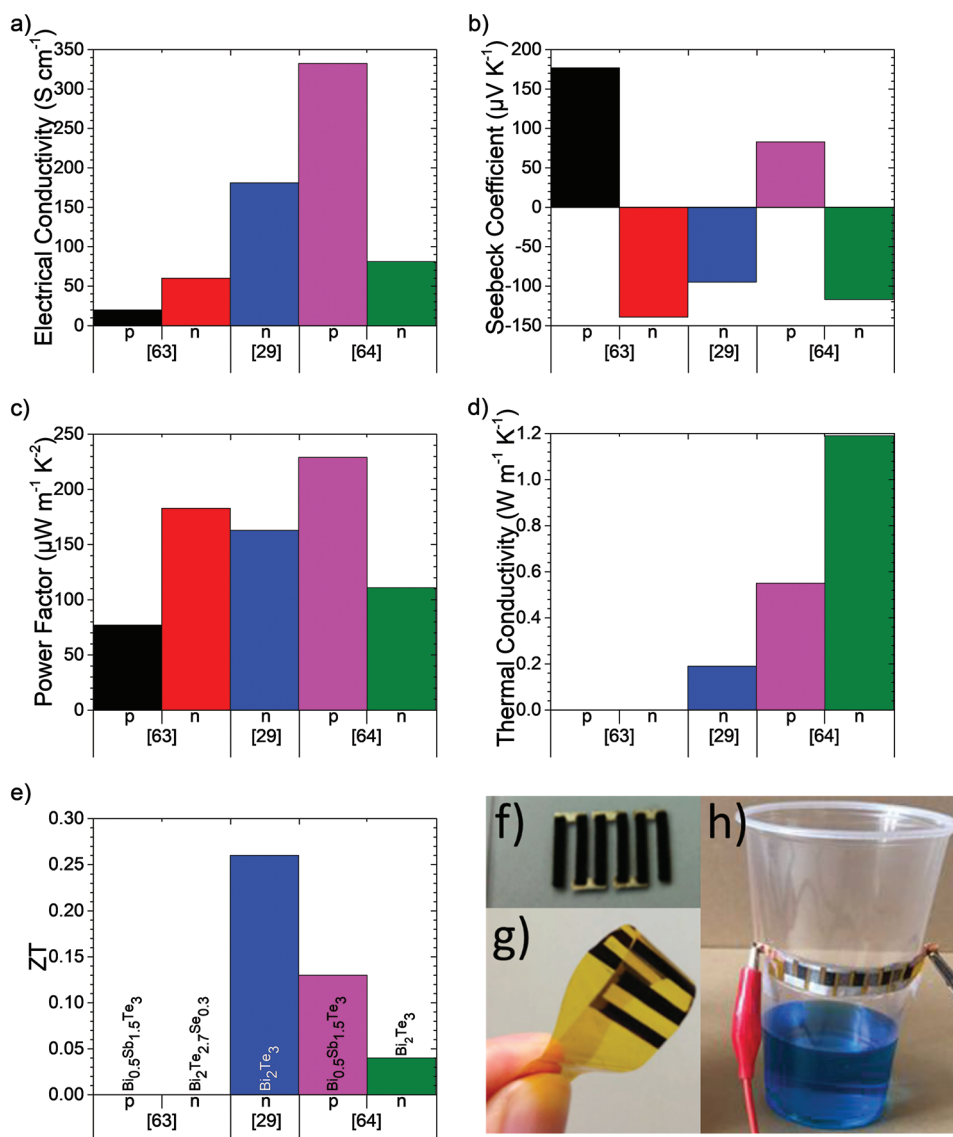 a)
Electrical Conductivity (S cm⁻¹)
350
300
250
200
150
100
50
0
p n n p n
[63] [29] [64]
b)
Seebeck Coefficient (µV K⁻¹)
200
150
100
50
0
-50
-100
-150
p n n p n
[63] [29] [64]
c)
Power Factor (µW m⁻¹ K⁻²)
250
200
150
100
50
0
p n n p n
[63] [29] [64]
d)
Thermal Conductivity (W m⁻¹ K⁻¹)
1.2
1.0
0.8
0.6
0.4
0.2
0.0
p n n p n
[63] [29] [64]
e)
ZT
0.30
0.25
0.20
0.15
0.10
0.05
0.00
Bi₀.₅Sb₁.₅Te₃
Bi₂Te₂.₇Se₀.₃
Bi₂Te₃
Bi₀.₅Sb₁.₅Te₃
Bi₂Te₃
p n n p n
[63] [29] [64]
f)
g)
h)